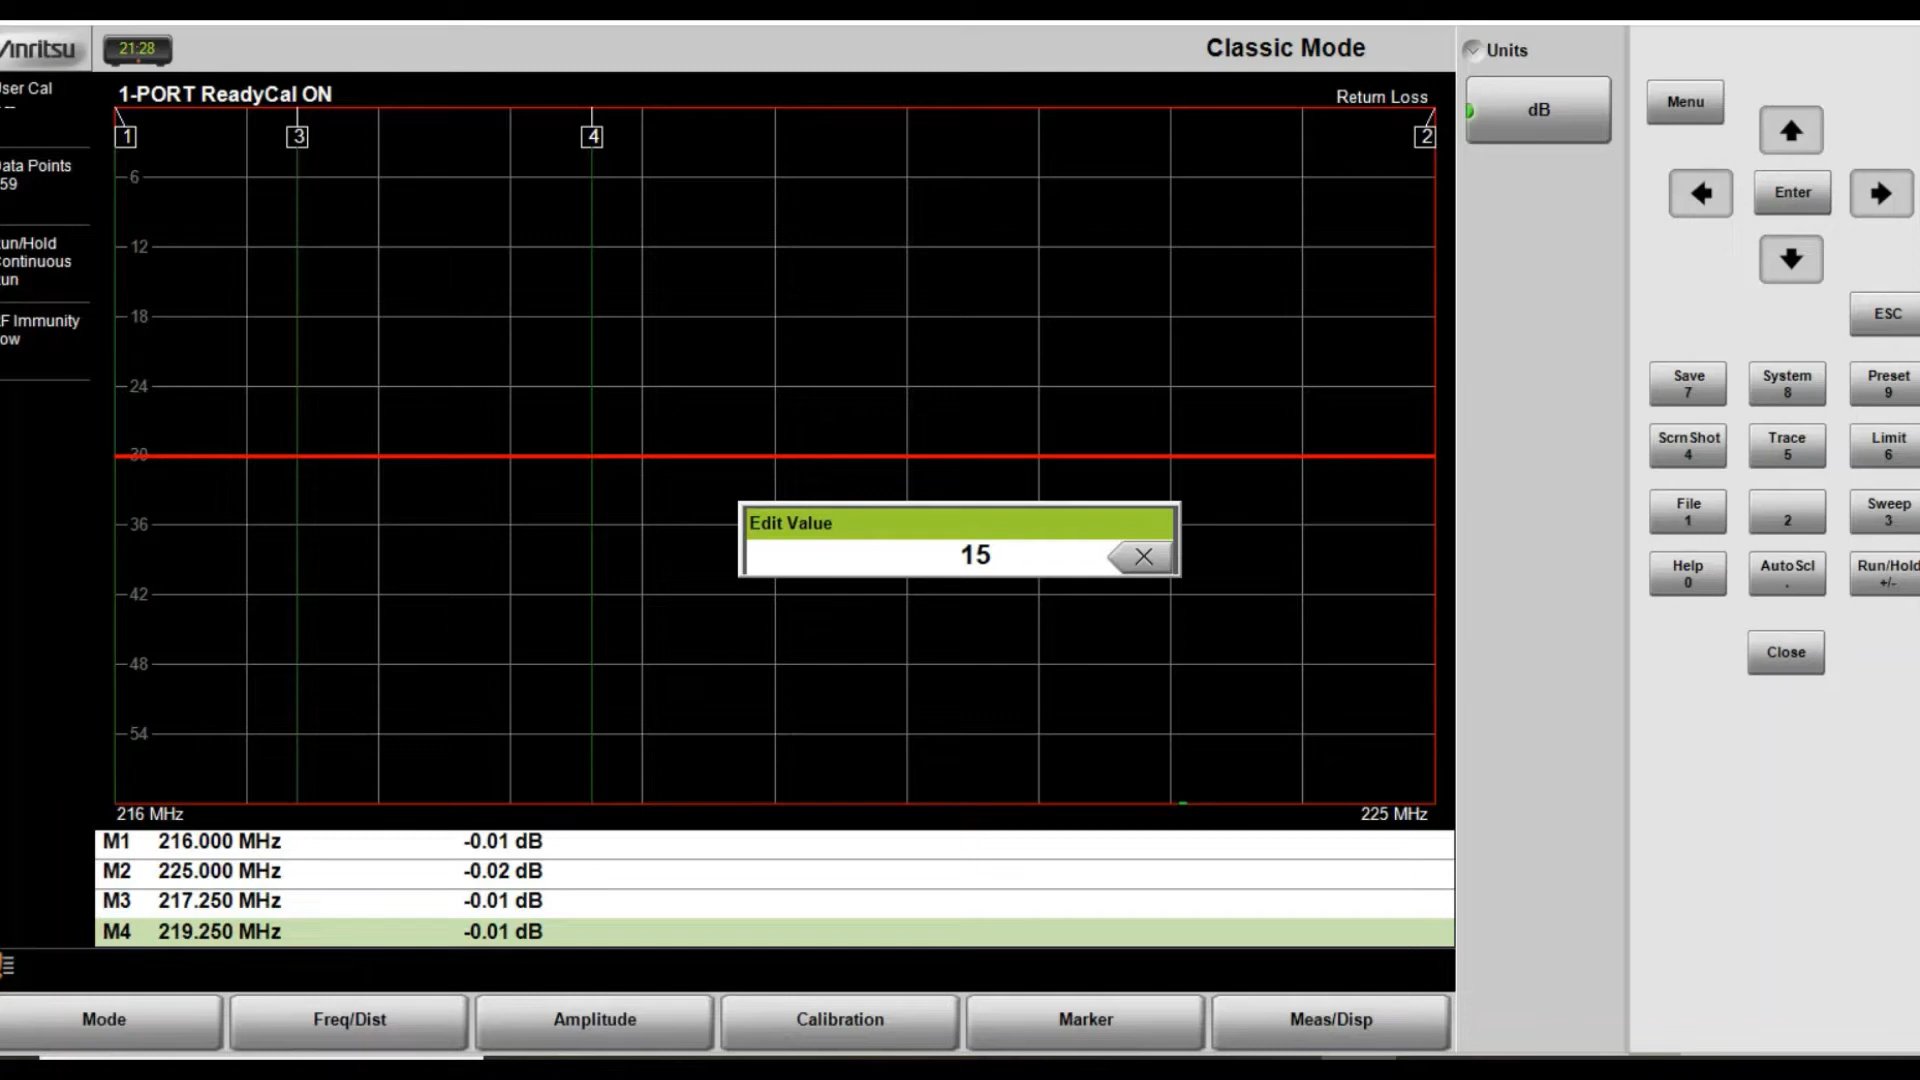 Anritsu
21:28
Classic Mode
Units
ser Cal
--
1-PORT ReadyCal ON
Return Loss
dB
Menu
1
3
4
2
Enter
ata Points
59
6
un/Hold
ontinuous
un
12
F Immunity
ow
18
ESC
24
Save
7
System
8
Preset
9
30
ScrnShot
4
Trace
5
Limit
6
36
Edit Value
15
File
1
2
Sweep
3
42
Help
0
AutoScl
.
Run/Hold
+/-
48
Close
54
216 MHz
225 MHz
M1 216.000 MHz -0.01 dB
M2 225.000 MHz -0.02 dB
M3 217.250 MHz -0.01 dB
M4 219.250 MHz -0.01 dB
Mode
Freq/Dist
Amplitude
Calibration
Marker
Meas/Disp